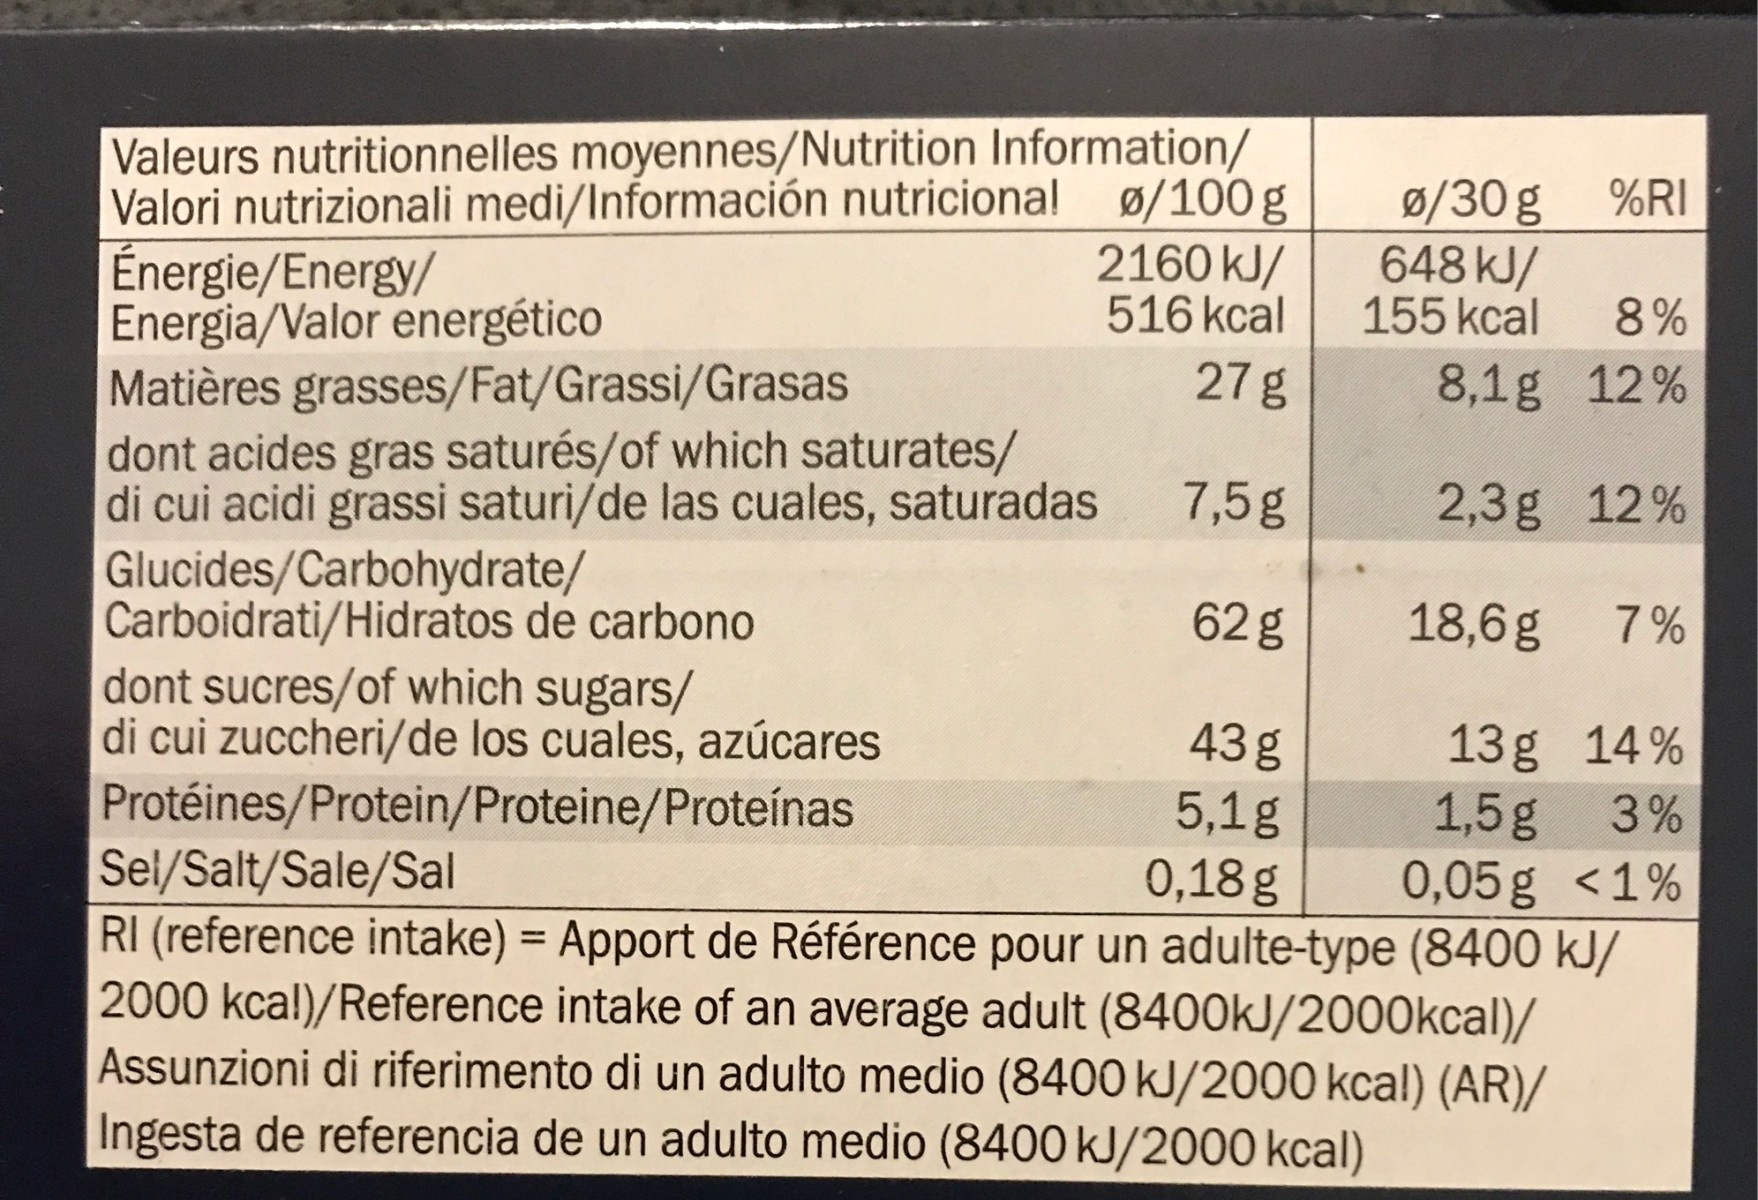 Valeurs nutritionnelles moyennes/Nutrition Information/
Valori nutrizionali medi/Información nutricional ø/100 g ø/30 g %RI
Énergie/Energy/ 2160 kJ/ 648 kJ/
Energia/Valor energético 516 kcal 155 kcal 8 %
Matières grasses/Fat/Grassi/Grasas 27 g 8,1 g 12 %
dont acides gras saturés/of which saturates/
di cui acidi grassi saturi/de las cuales, saturadas 7,5 g 2,3 g 12 %
Glucides/Carbohydrate/
Carboidrati/Hidratos de carbono 62 g 18,6 g 7 %
dont sucres/of which sugars/
di cui zuccheri/de los cuales, azúcares 43 g 13 g 14 %
Protéines/Protein/Proteine/Proteínas 5,1 g 1,5 g 3 %
Sel/Salt/Sale/Sal 0,18 g 0,05 g <1 %
RI (reference intake) = Apport de Référence pour un adulte-type (8400 kJ/
2000 kcal)/Reference intake of an average adult (8400kJ/2000kcal)/
Assunzioni di riferimento di un adulto medio (8400 kJ/2000 kcal) (AR)/
Ingesta de referencia de un adulto medio (8400 kJ/2000 kcal)